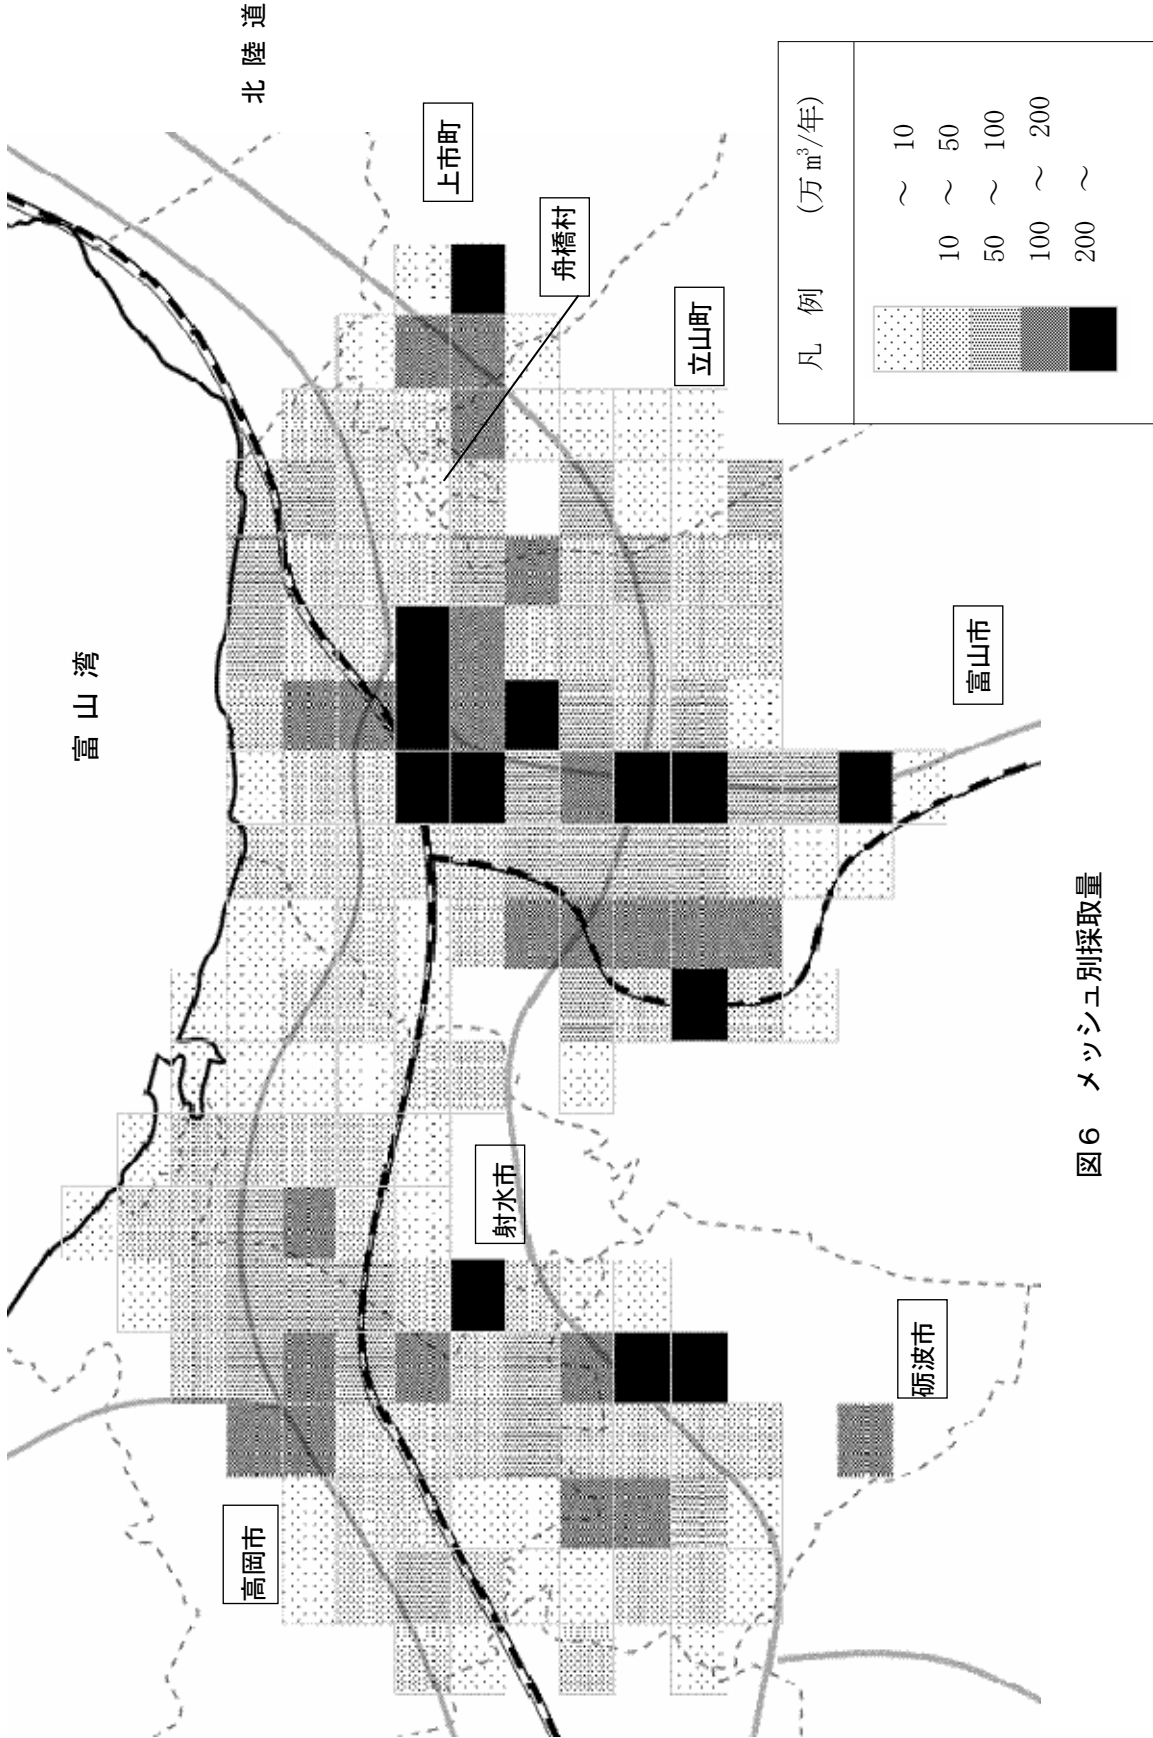 北陸道
富山湾
上市町
舟橋村
立山町
富山市
射水市
高岡市
砺波市
凡 例 (万m³/年)
～ 10
10 ～ 50
50 ～ 100
100 ～ 200
200 ～
図6 メッシュ別採取量